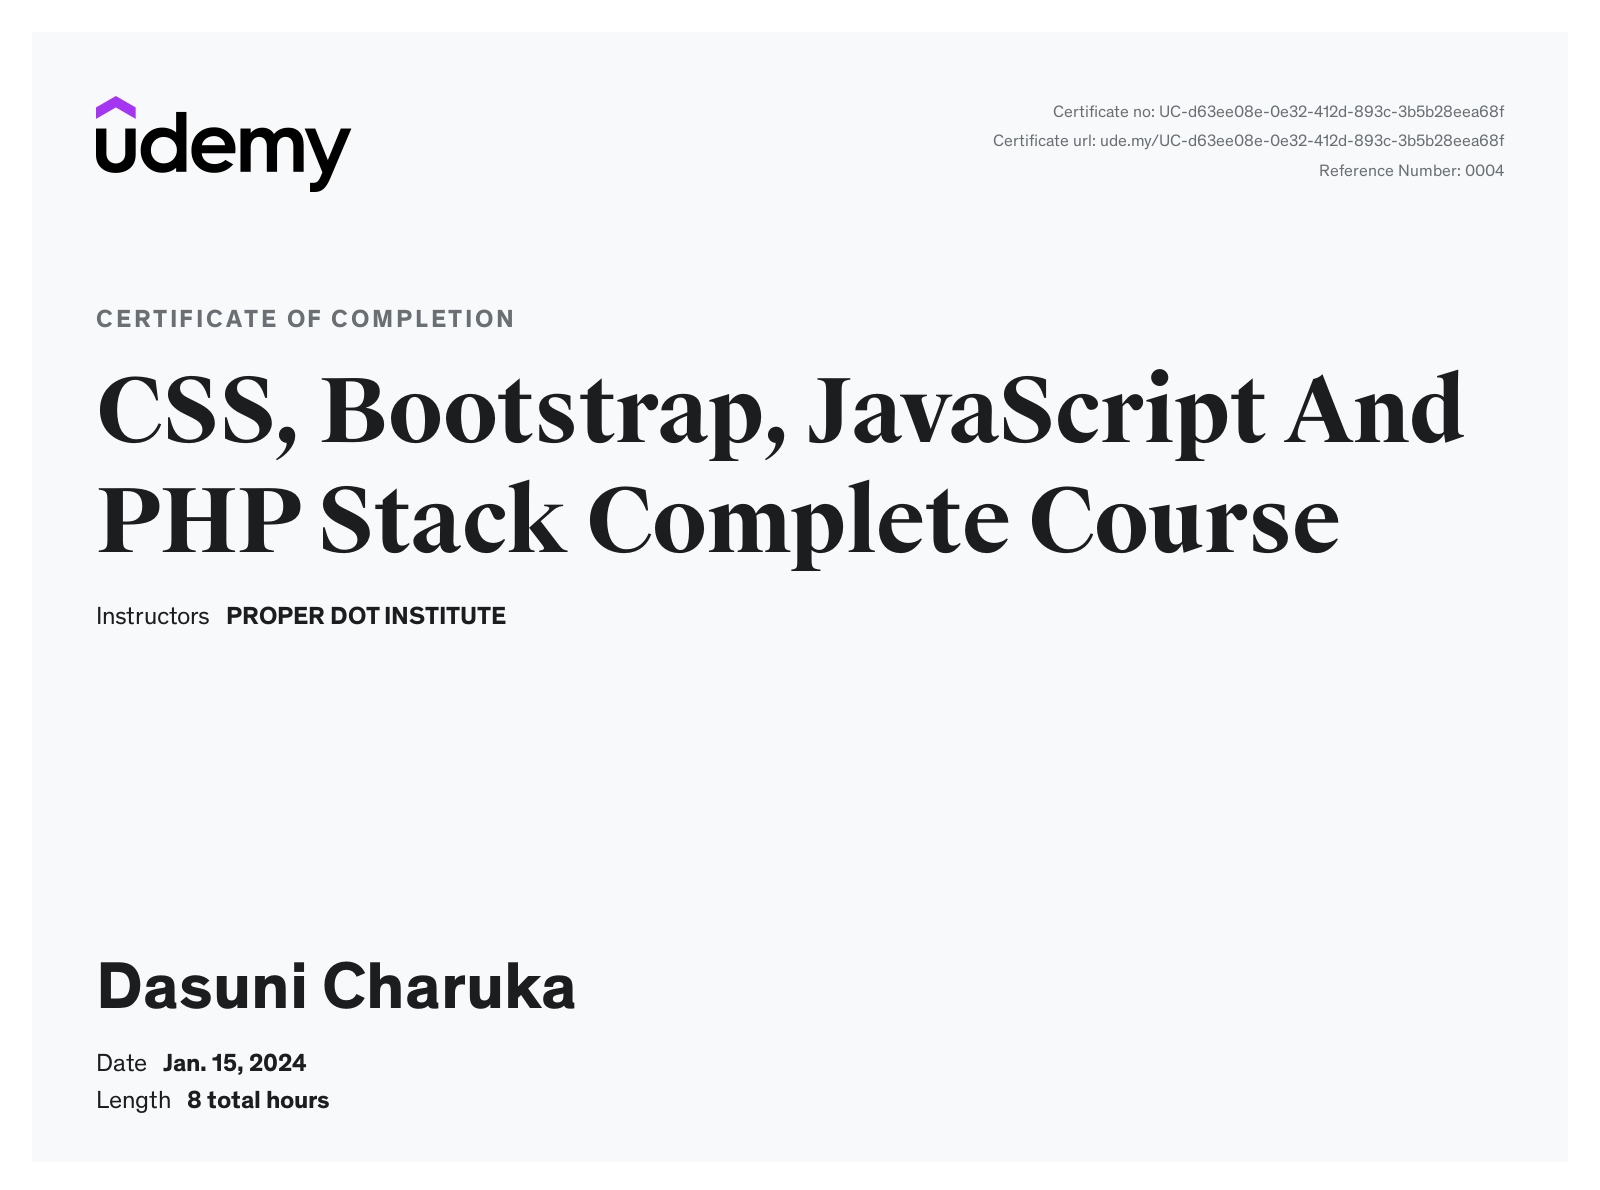 udemy
Certificate no: UC-d63ee08e-0e32-412d-893c-3b5b28eea68f
Certificate url: ude.my/UC-d63ee08e-0e32-412d-893c-3b5b28eea68f
Reference Number: 0004
CERTIFICATE OF COMPLETION
CSS, Bootstrap, JavaScript And
PHP Stack Complete Course
Instructors PROPER DOT INSTITUTE
Dasuni Charuka
Date Jan. 15, 2024
Length 8 total hours